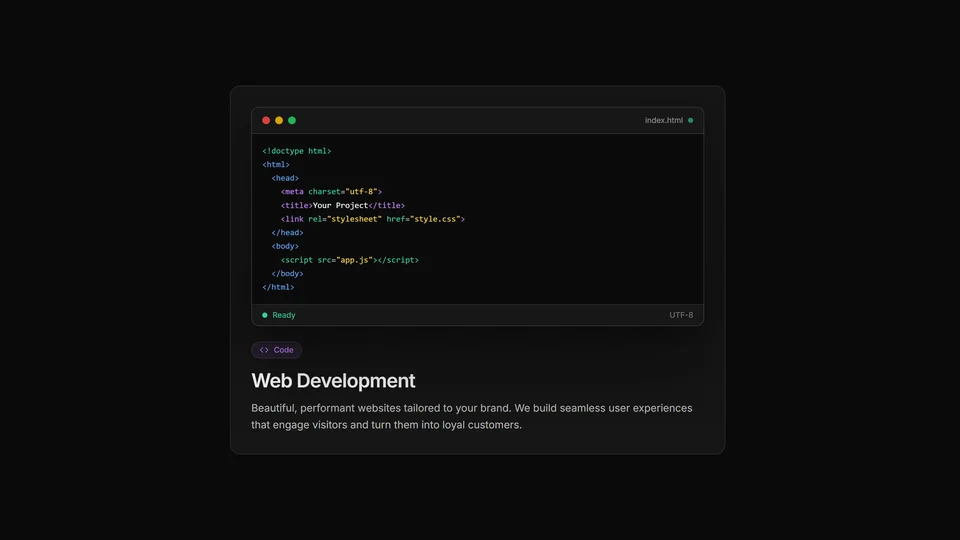 index.html
<!doctype html>
<html>
<head>
<meta charset="utf-8">
<title>Your Project</title>
<link rel="stylesheet" href="style.css">
</head>
<body>
<script src="app.js"></script>
</body>
</html>
Ready
UTF-8
<> Code
Web Development
Beautiful, performant websites tailored to your brand. We build seamless user experiences
that engage visitors and turn them into loyal customers.